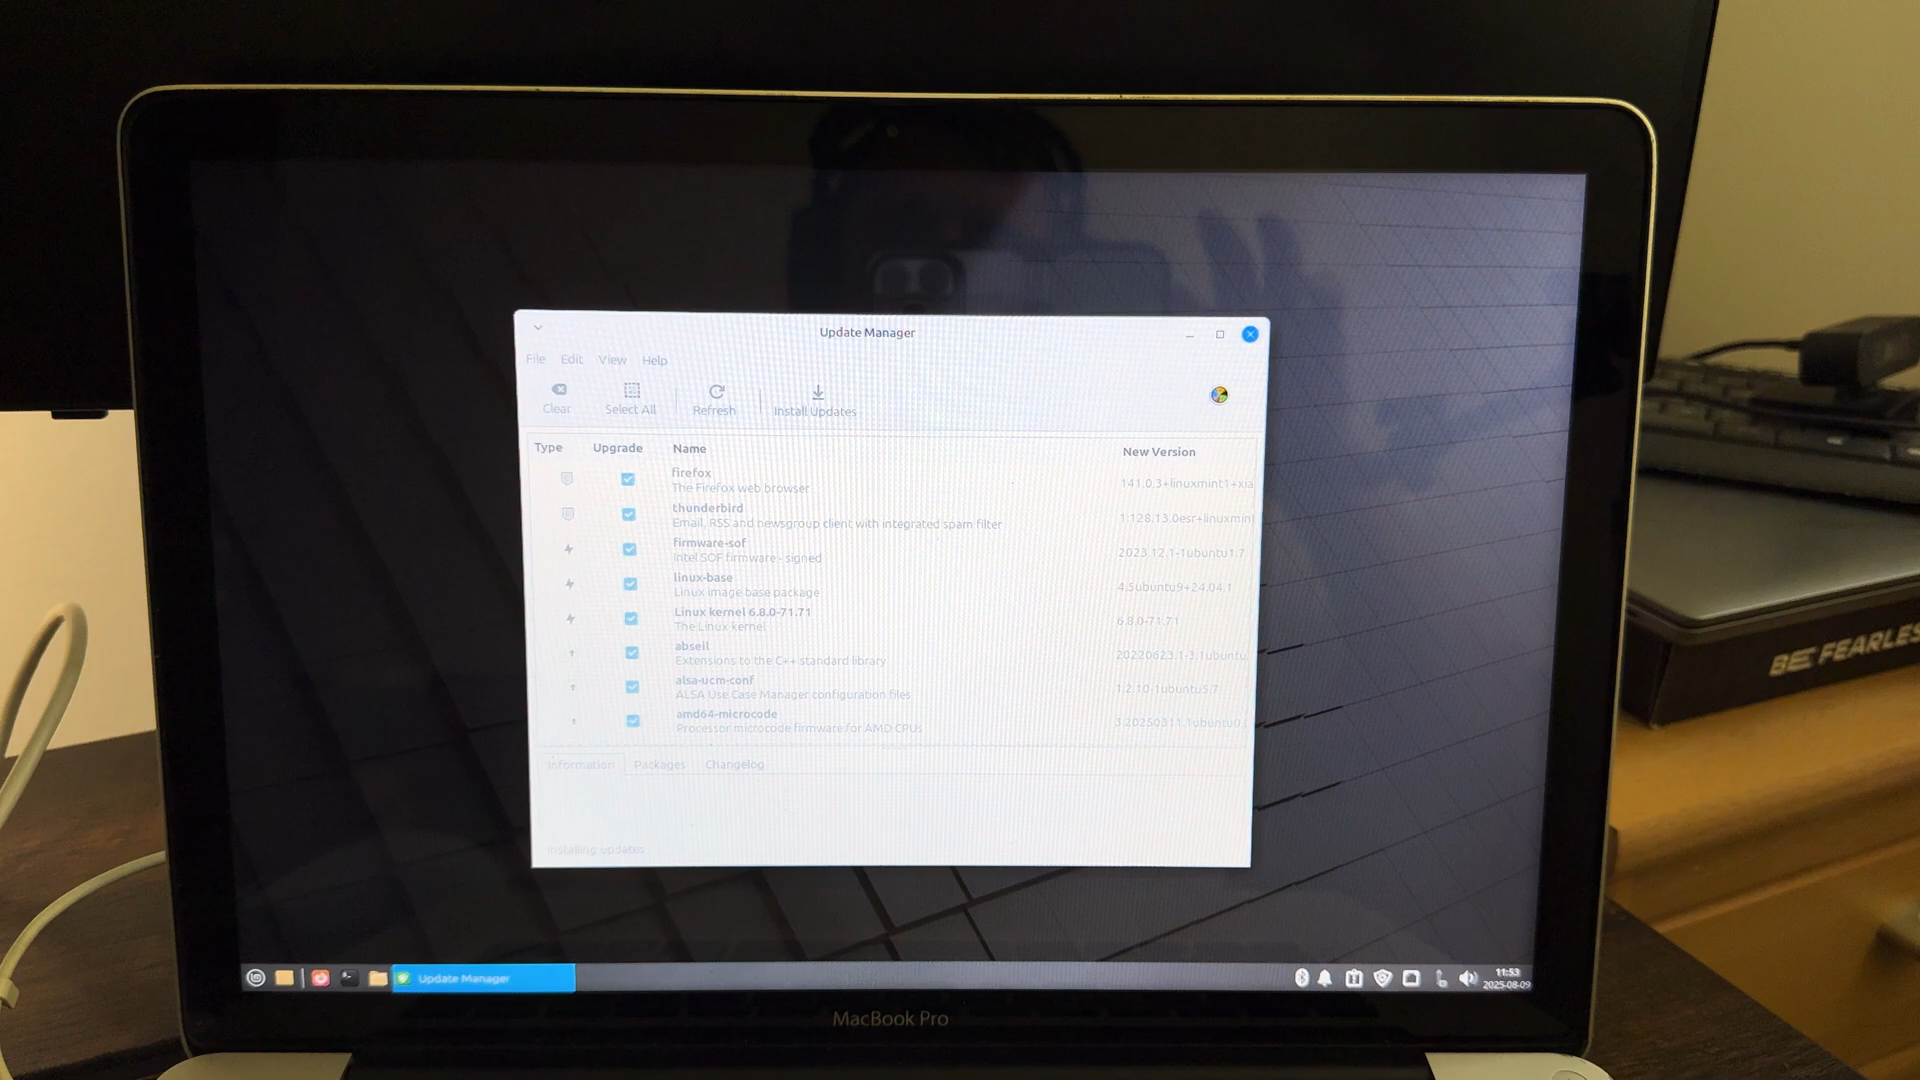 Update Manager
File Edit View Help
Clear Select All Refresh Install Updates
Type Upgrade Name New Version
firefox
The Firefox web browser
141.0.3+linuxmint1+xia
thunderbird
Email, RSS and newsgroup client with integrated spam filter
1:128.13.0esr+linuxmint
firmware-sof
Intel SOF firmware - signed
2023.12.1-1ubuntu1.7
linux-base
Linux image base package
4.5ubuntu9+24.04.1
Linux kernel 6.8.0-71.71
The Linux kernel
6.8.0-71.71
abseil
Extensions to the C++ standard library
20220623.1-3.1ubuntu
alsa-ucm-conf
ALSA Use Case Manager configuration files
1.2.10-1ubuntu5.7
amd64-microcode
Processor microcode firmware for AMD CPUs
3.20250311.1ubuntu0.
Information Packages Changelog
Installing updates
Update Manager
11:53
2025-08-09
MacBook Pro
BE FEARLES